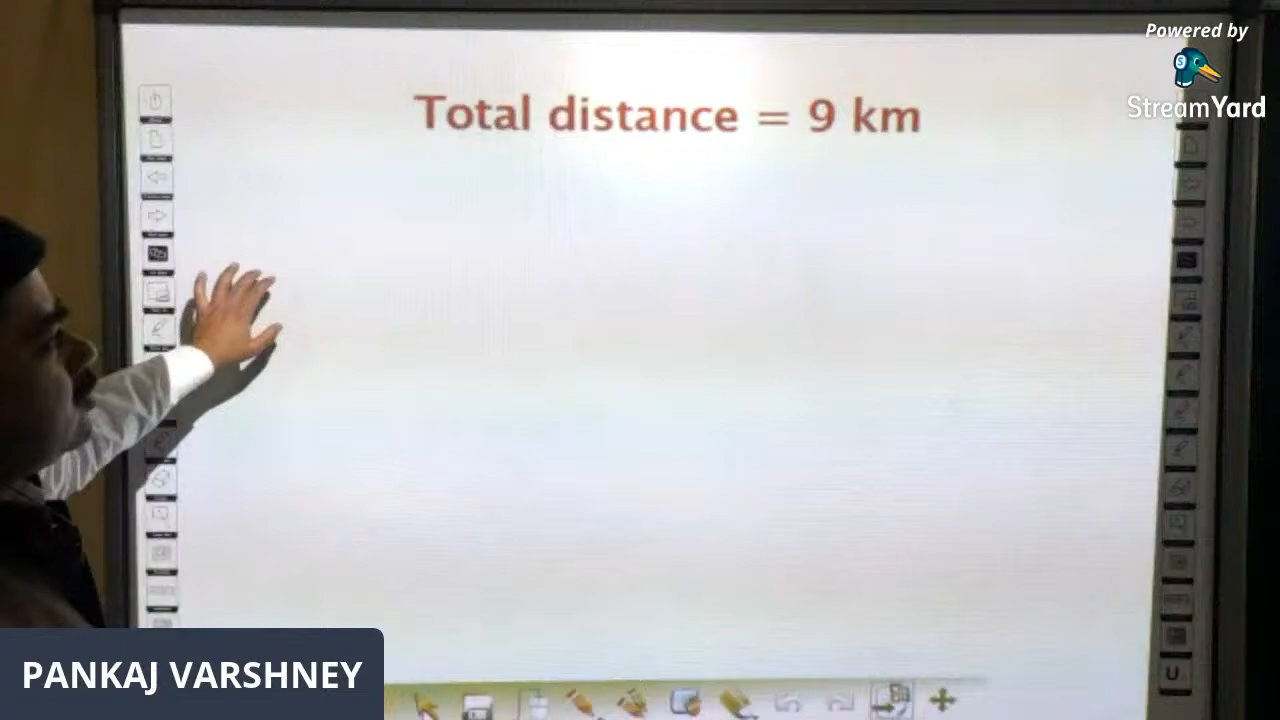 Powered by
StreamYard
Total distance = 9 km
U
PANKAJ VARSHNEY